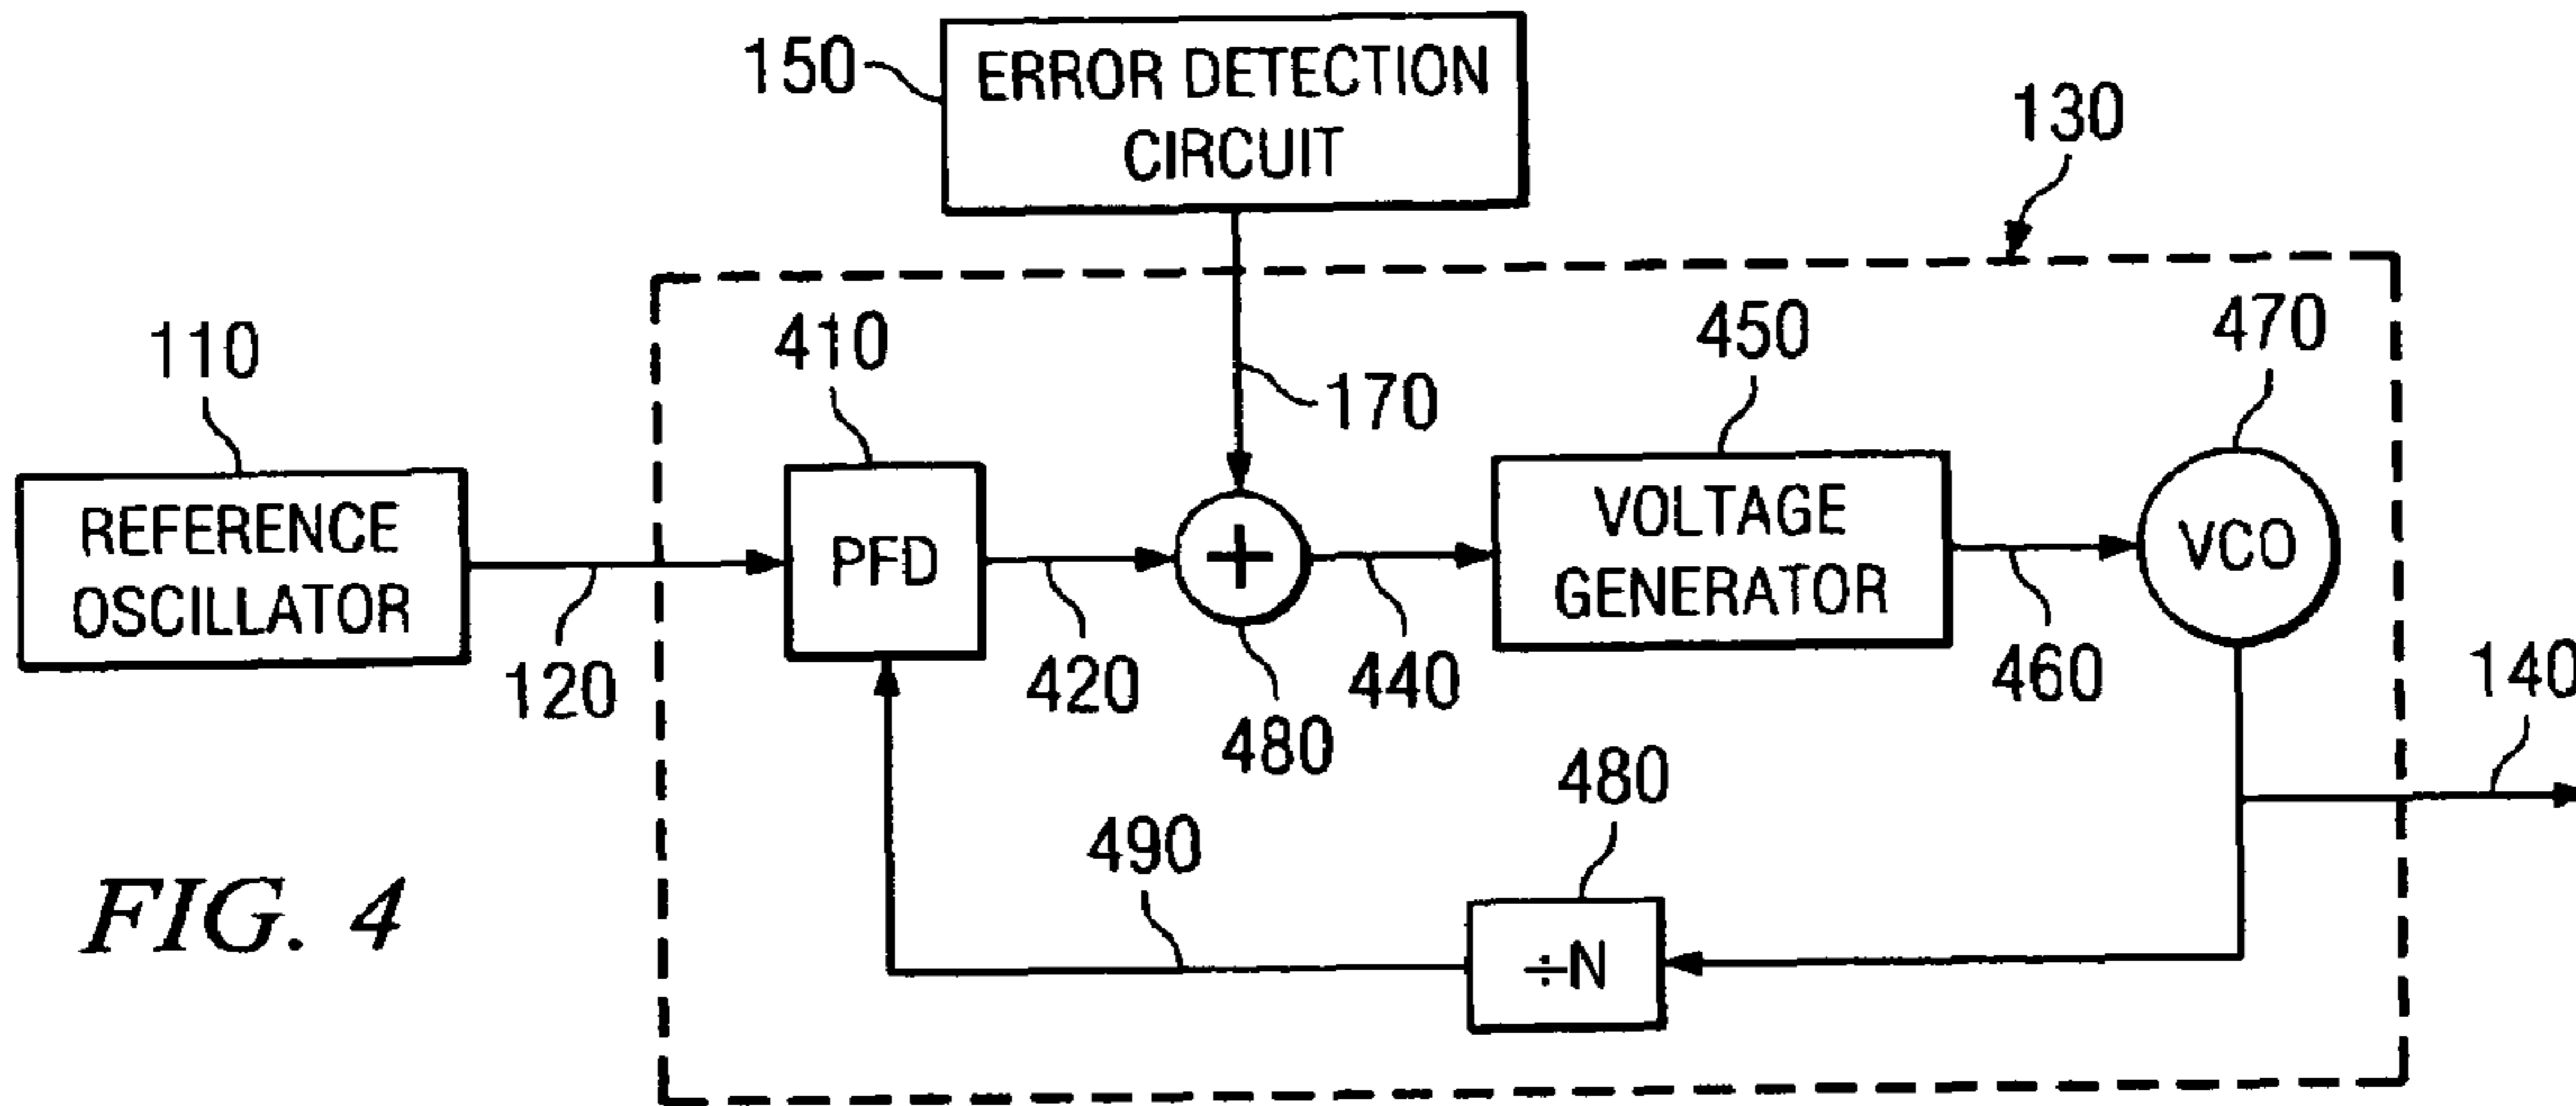 150
ERROR DETECTION
CIRCUIT
130
110
410
170
450
470
REFERENCE
OSCILLATOR
120
PFD
420
+
480
440
VOLTAGE
GENERATOR
460
VCO
140
490
480
÷N
FIG. 4